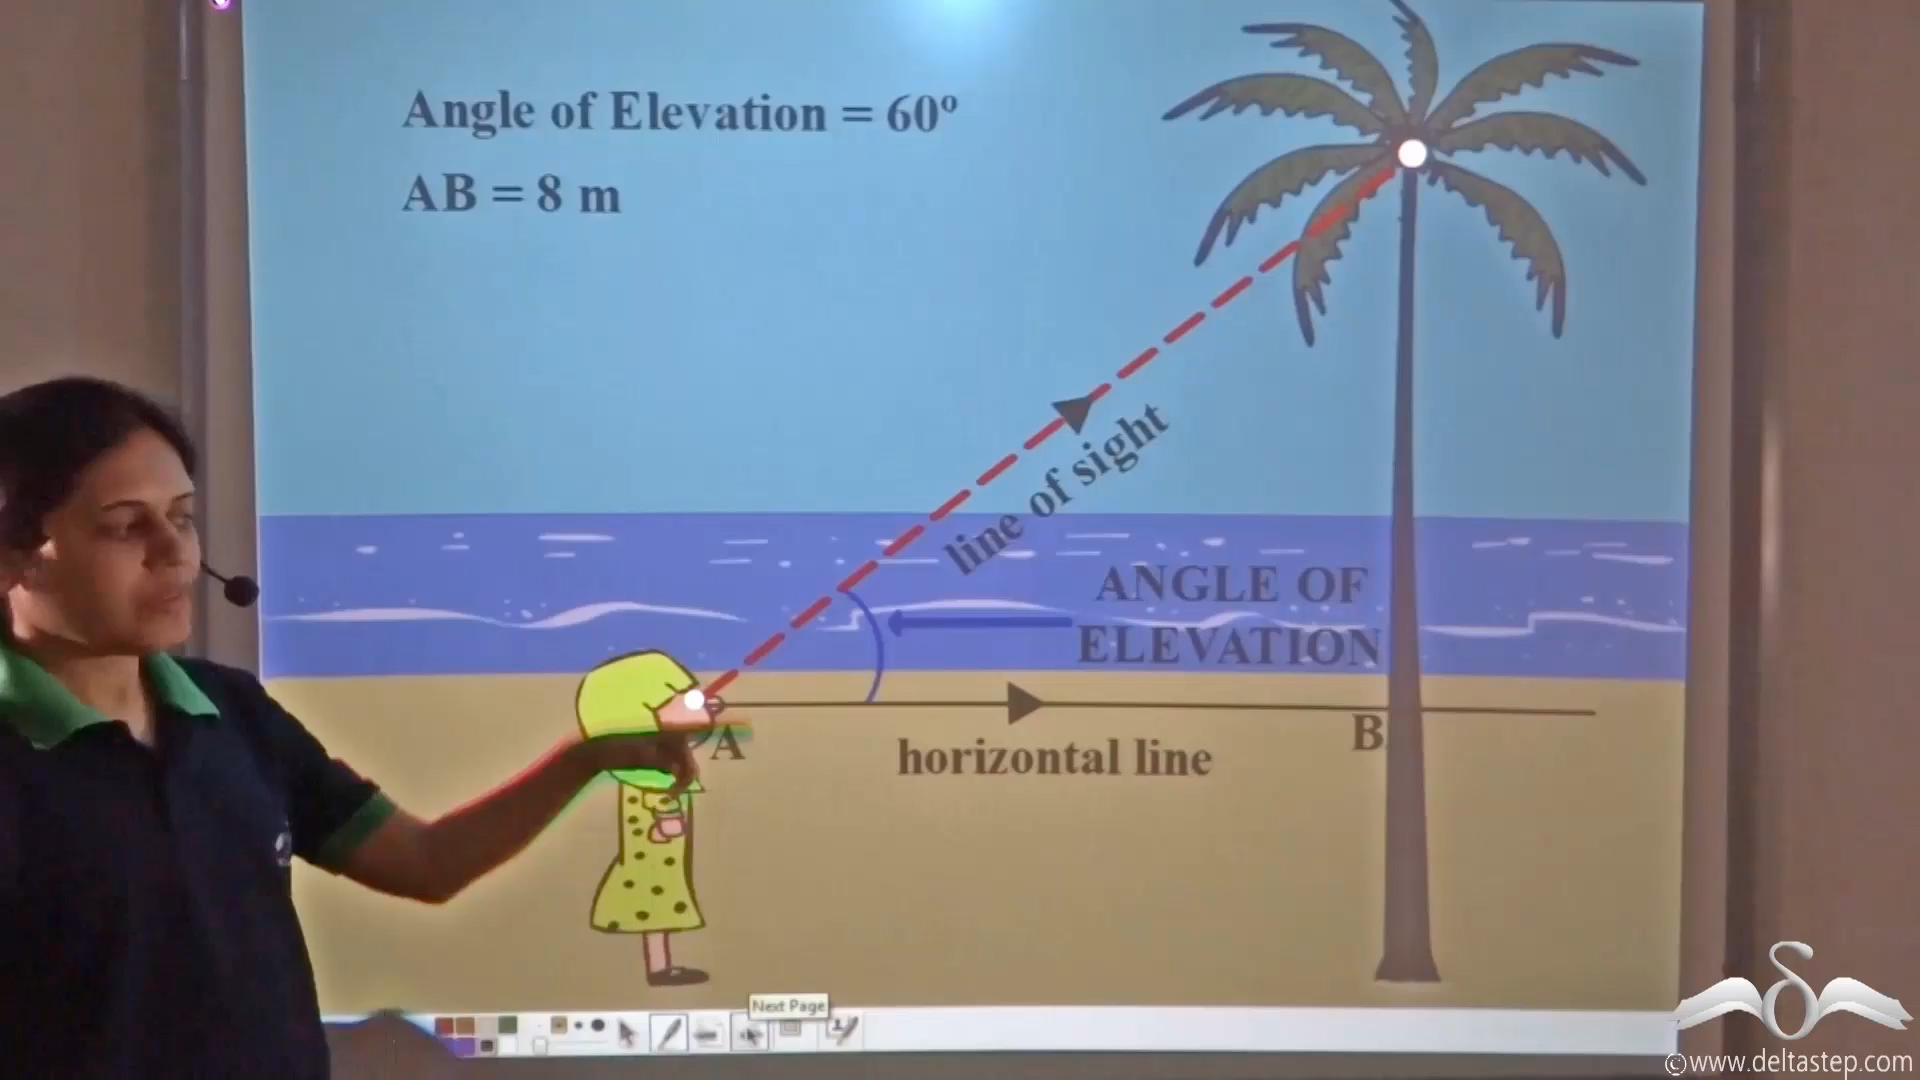 Angle of Elevation = 60º
AB = 8 m
line of sight
ANGLE OF
ELEVATION
A
B
horizontal line
Next Page
©www.deltastep.com